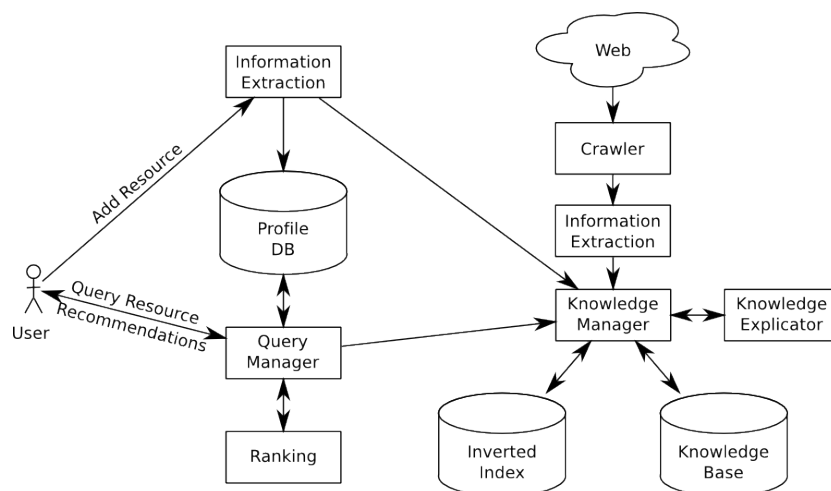 Information
Extraction
Web
Crawler
Add Resource
Profile
DB
Information
Extraction
User
Query Resource
Recommendations
Query
Manager
Knowledge
Manager
Knowledge
Explicator
Ranking
Inverted
Index
Knowledge
Base